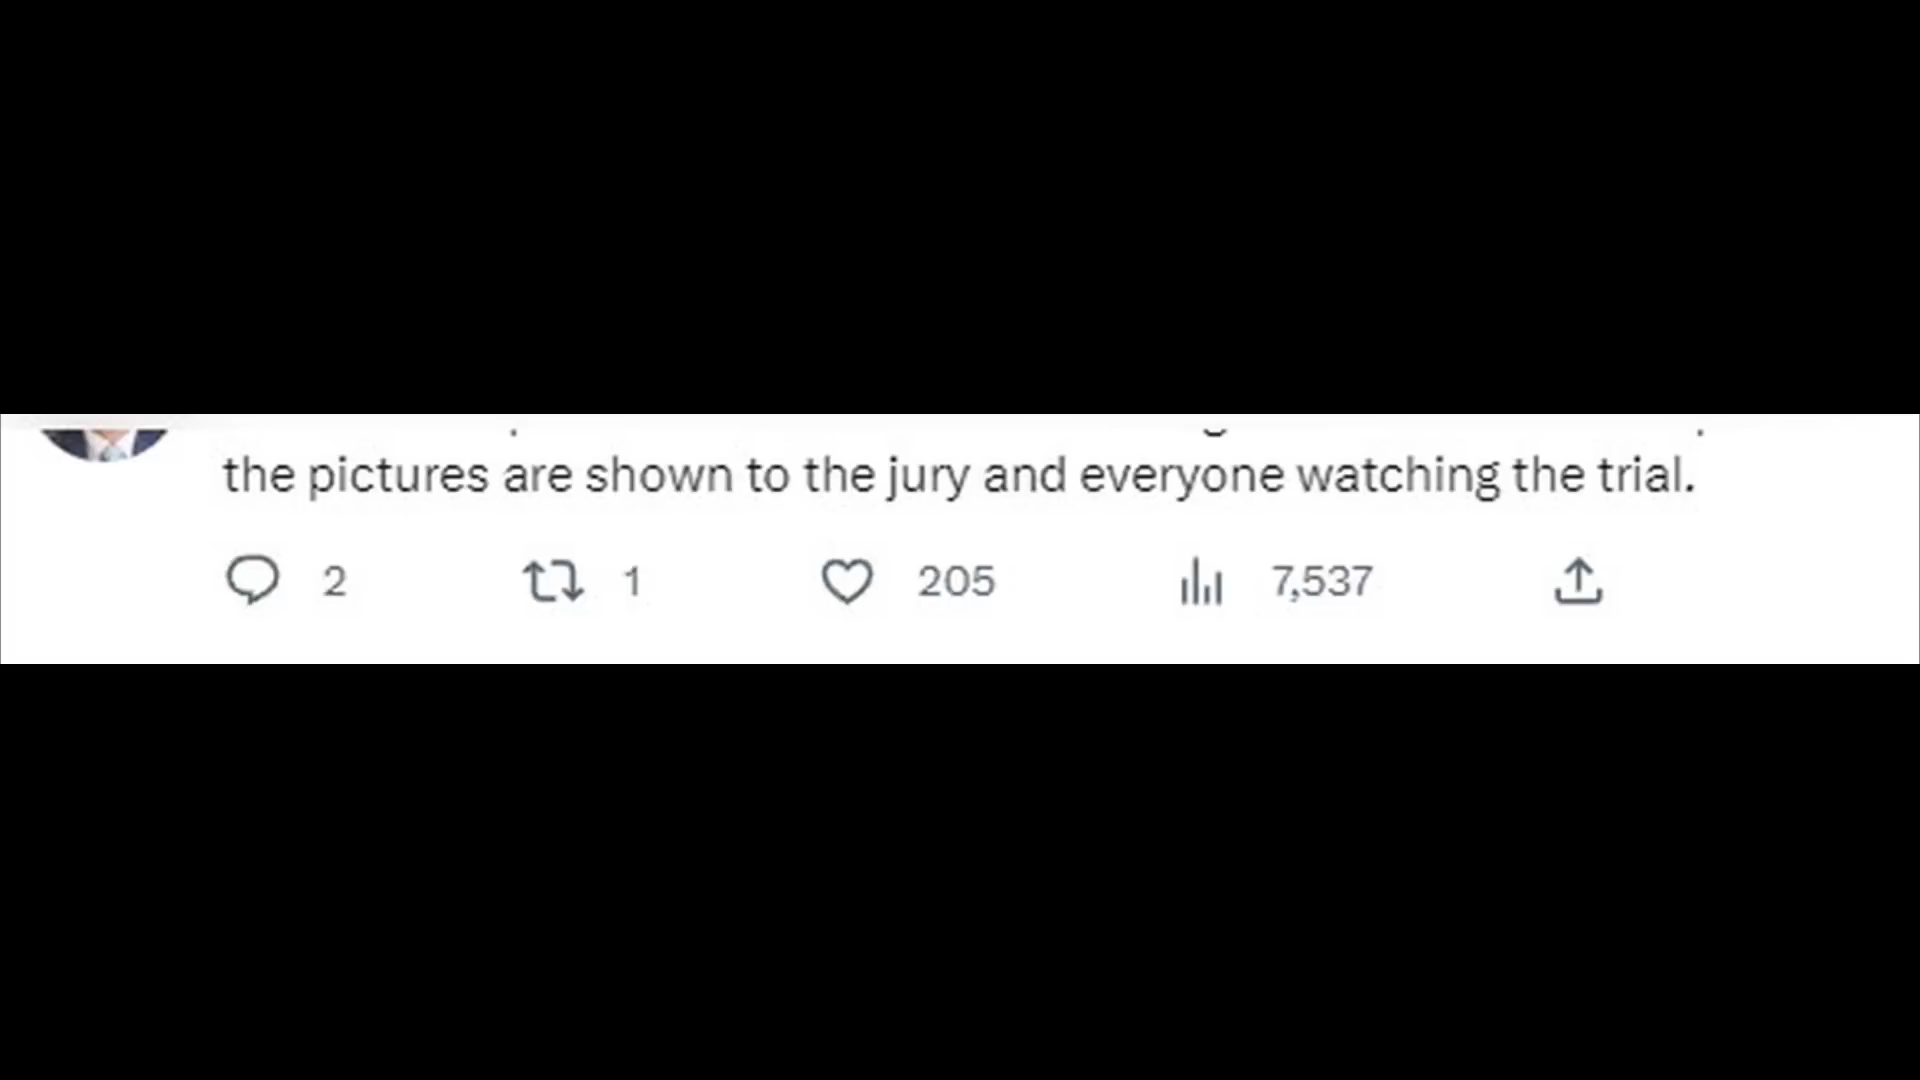 the pictures are shown to the jury and everyone watching the trial.
2 1 205 7,537